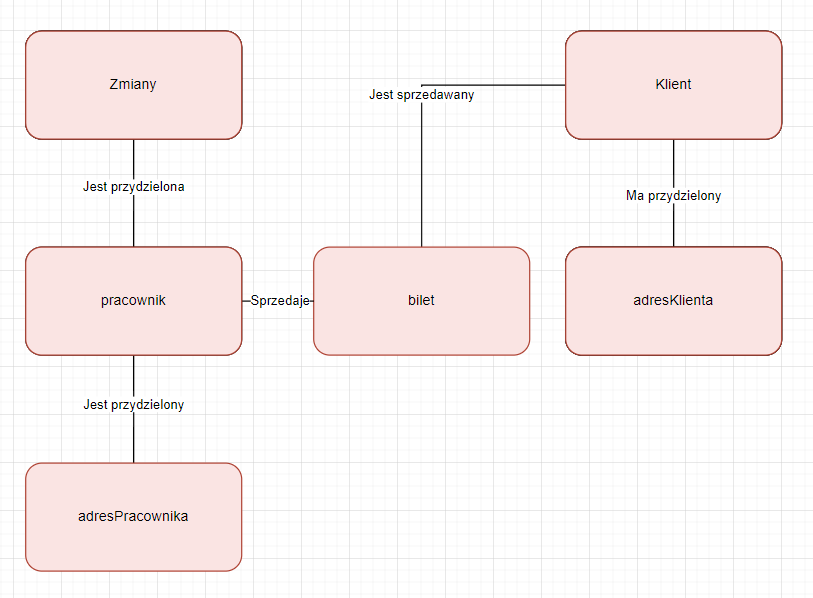 Zmiany
Klient
Jest sprzedawany
Jest przydzielona
Ma przydzielony
pracownik
Sprzedaje
bilet
adresKlienta
Jest przydzielony
adresPracownika